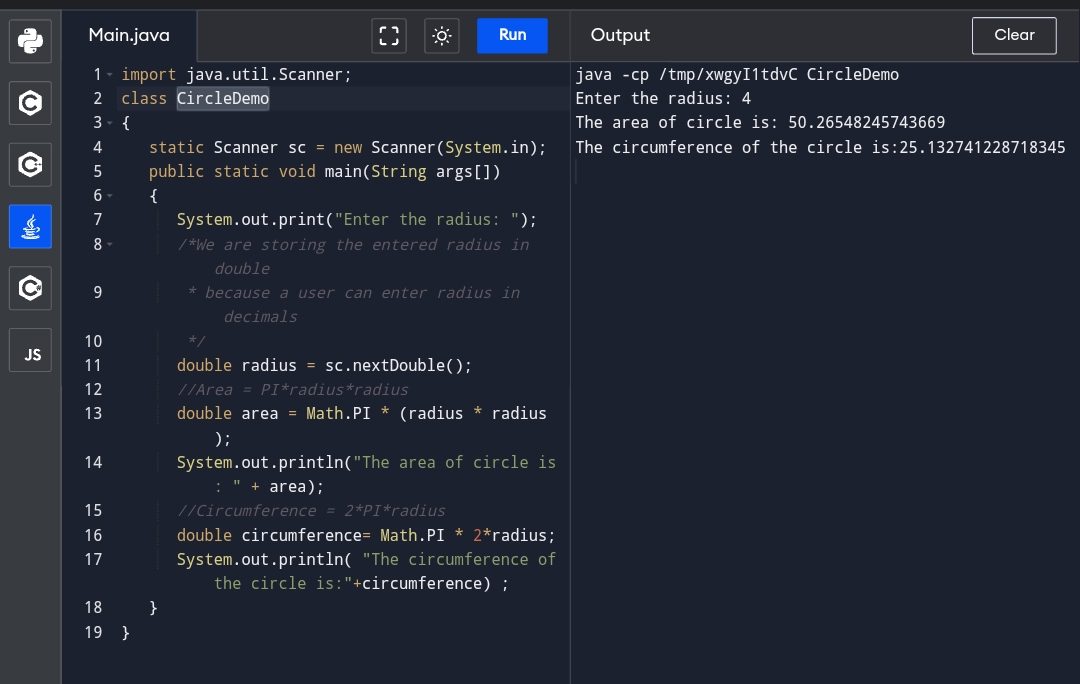 Main.java
Run
Output
Clear
JS
1 import java.util.Scanner;
2 class CircleDemo
3 {
4 static Scanner sc = new Scanner(System.in);
5 public static void main(String args[])
6 {
7 System.out.print("Enter the radius: ");
8 /*We are storing the entered radius in
double
9 * because a user can enter radius in
decimals
10 */
11 double radius = sc.nextDouble();
12 //Area = PI*radius*radius
13 double area = Math.PI * (radius * radius
);
14 System.out.println("The area of circle is
: " + area);
15 //Circumference = 2*PI*radius
16 double circumference= Math.PI * 2*radius;
17 System.out.println( "The circumference of
the circle is:"+circumference) ;
18 }
19 }
java -cp /tmp/xwgyI1tdvC CircleDemo
Enter the radius: 4
The area of circle is: 50.26548245743669
The circumference of the circle is:25.132741228718345